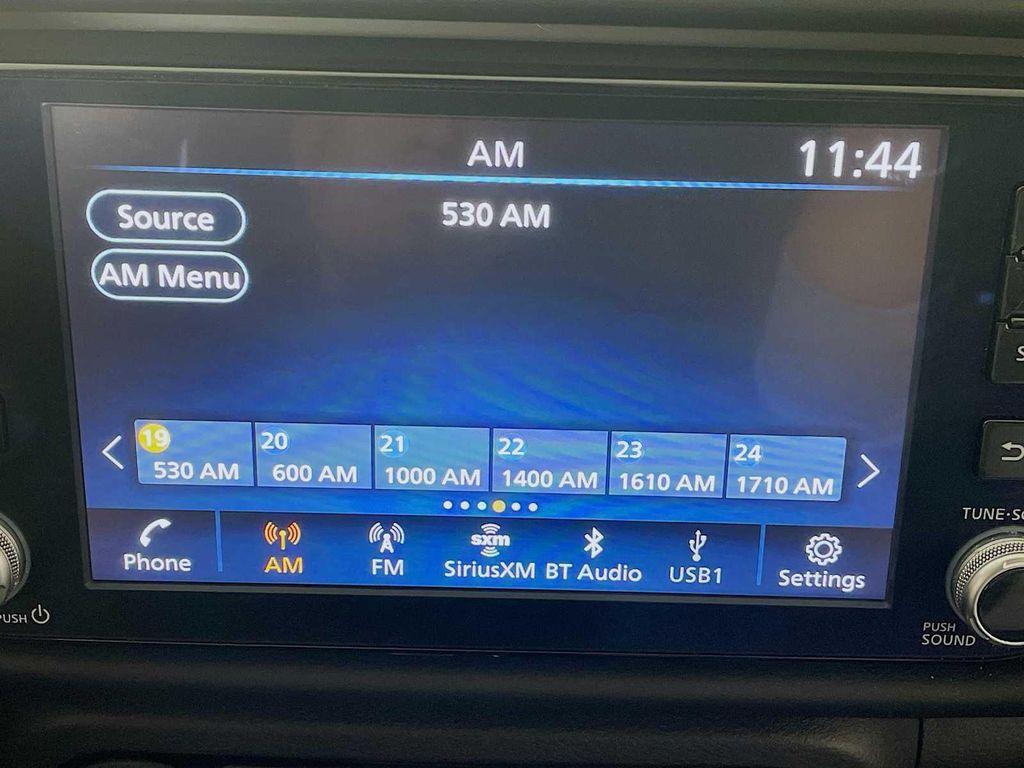 AM
11:44
Source
530 AM
AM Menu
19
20
21
22
23
24
530 AM
600 AM
1000 AM
1400 AM
1610 AM
1710 AM
sxm
Phone
AM
FM
SiriusXM
BT Audio
USB1
Settings
TUNE·SC
PUSH
PUSH
SOUND